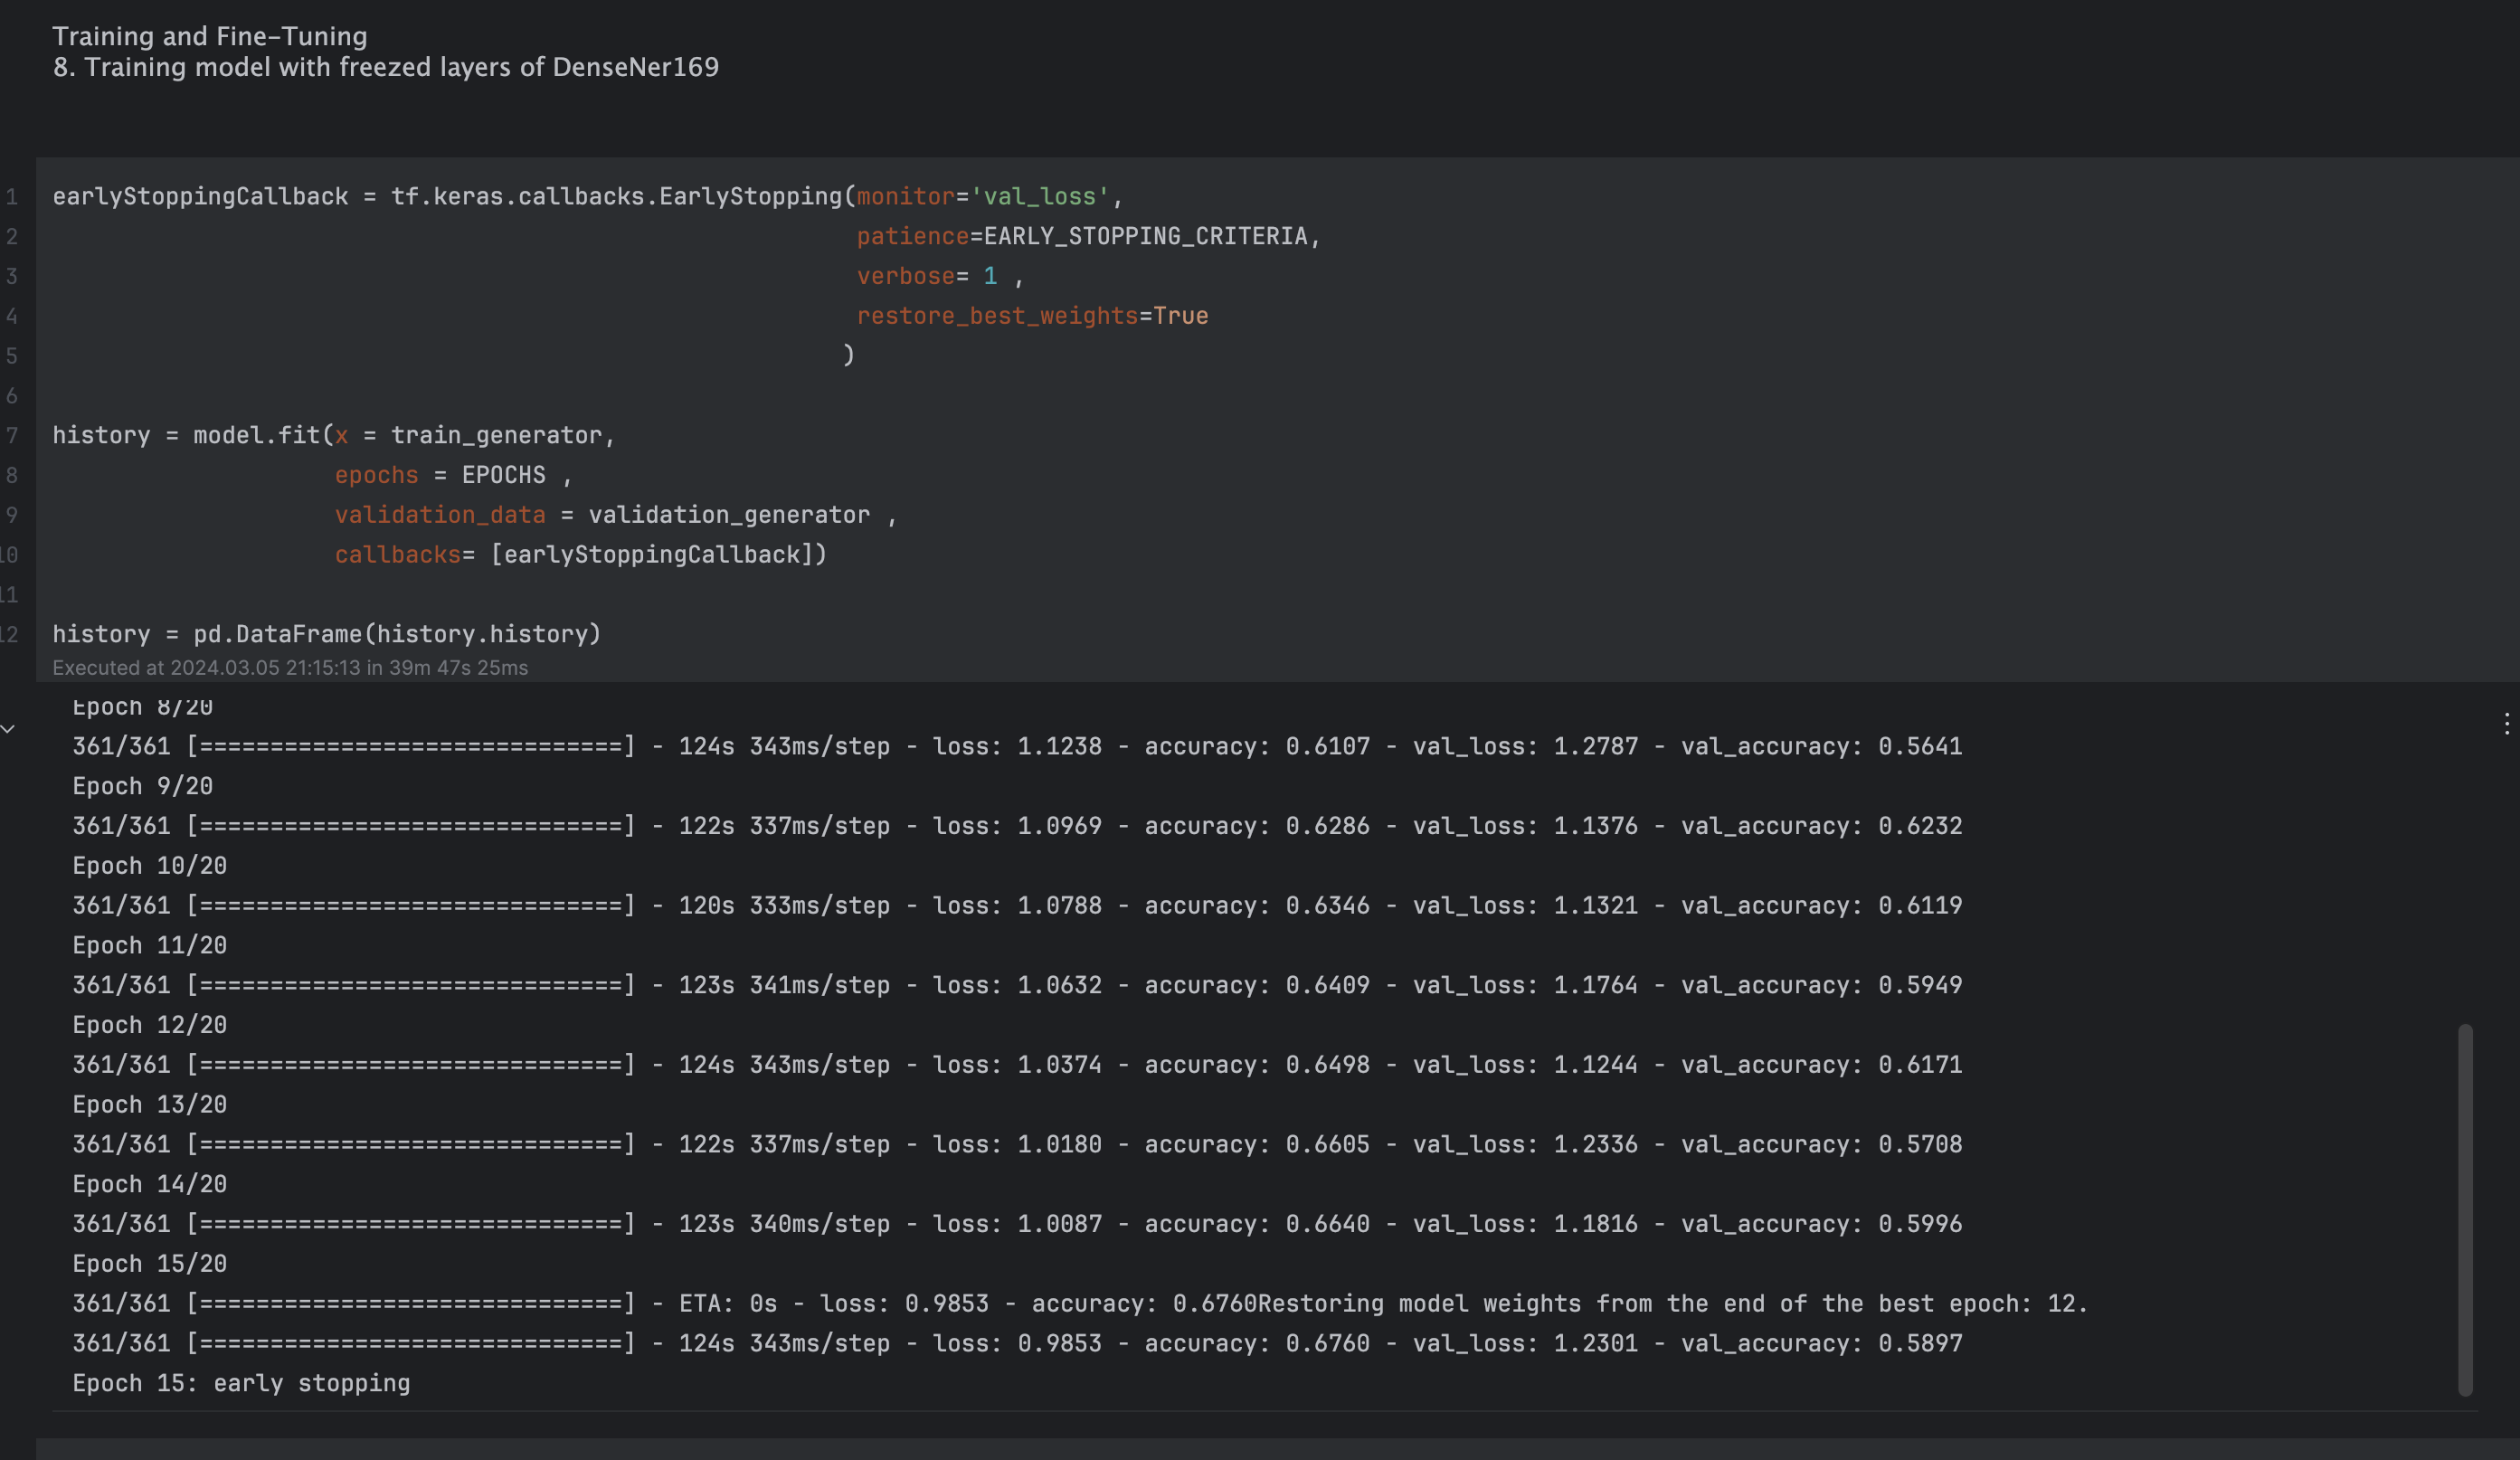 Training and Fine-Tuning
8. Training model with freezed layers of DenseNer169
1 earlyStoppingCallback = tf.keras.callbacks.EarlyStopping(monitor='val_loss',
2 patience=EARLY_STOPPING_CRITERIA,
3 verbose= 1 ,
4 restore_best_weights=True
5 )
6
7 history = model.fit(x = train_generator,
8 epochs = EPOCHS ,
9 validation_data = validation_generator ,
10 callbacks= [earlyStoppingCallback])
11
12 history = pd.DataFrame(history.history)
Executed at 2024.03.05 21:15:13 in 39m 47s 25ms
Epoch 8/20
361/361 [==============================] - 124s 343ms/step - loss: 1.1238 - accuracy: 0.6107 - val_loss: 1.2787 - val_accuracy: 0.5641
Epoch 9/20
361/361 [==============================] - 122s 337ms/step - loss: 1.0969 - accuracy: 0.6286 - val_loss: 1.1376 - val_accuracy: 0.6232
Epoch 10/20
361/361 [==============================] - 120s 333ms/step - loss: 1.0788 - accuracy: 0.6346 - val_loss: 1.1321 - val_accuracy: 0.6119
Epoch 11/20
361/361 [==============================] - 123s 341ms/step - loss: 1.0632 - accuracy: 0.6409 - val_loss: 1.1764 - val_accuracy: 0.5949
Epoch 12/20
361/361 [==============================] - 124s 343ms/step - loss: 1.0374 - accuracy: 0.6498 - val_loss: 1.1244 - val_accuracy: 0.6171
Epoch 13/20
361/361 [==============================] - 122s 337ms/step - loss: 1.0180 - accuracy: 0.6605 - val_loss: 1.2336 - val_accuracy: 0.5708
Epoch 14/20
361/361 [==============================] - 123s 340ms/step - loss: 1.0087 - accuracy: 0.6640 - val_loss: 1.1816 - val_accuracy: 0.5996
Epoch 15/20
361/361 [==============================] - ETA: 0s - loss: 0.9853 - accuracy: 0.6760Restoring model weights from the end of the best epoch: 12.
361/361 [==============================] - 124s 343ms/step - loss: 0.9853 - accuracy: 0.6760 - val_loss: 1.2301 - val_accuracy: 0.5897
Epoch 15: early stopping